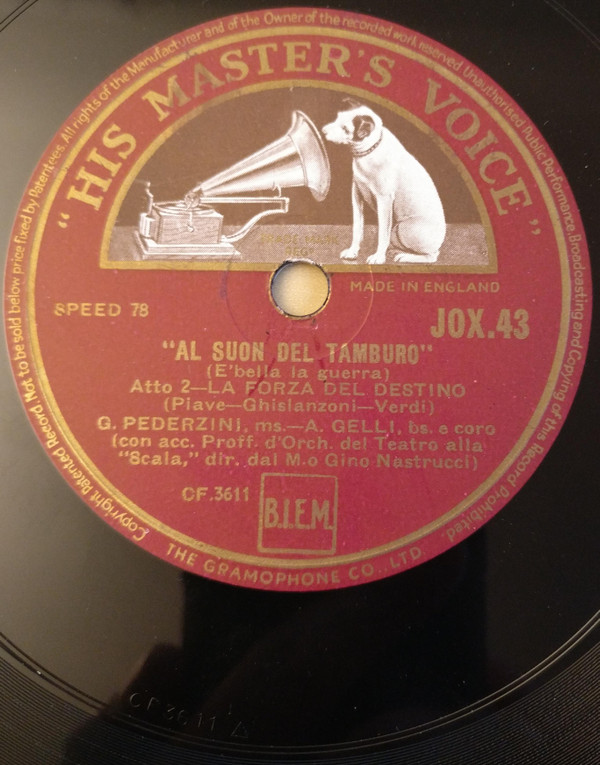 Copyright Patented Record. Not to be sold below price fixed by Patentees. All rights of the Manufacturer and of the Owner of the recorded work reserved. Unauthorised Public Performance, Broadcasting and Copying of this Record Prohibited.
"HIS MASTER'S VOICE"
MADE IN ENGLAND
SPEED 78
JOX.43
"AL SUON DEL TAMBURO"
(E'bella la guerra)
Atto 2—LA FORZA DEL DESTINO
(Piave—Ghislanzoni—Verdi)
G. PEDERZINI, ms.—A. GELLI, bs. e coro
(con acc. Proff. d'Orch. del Teatro alla
"Scala," dir. dal M.o Gino Nastrucci)
CF.3611
B.I.E.M.
THE GRAMOPHONE CO., LTD.
CF3611 △